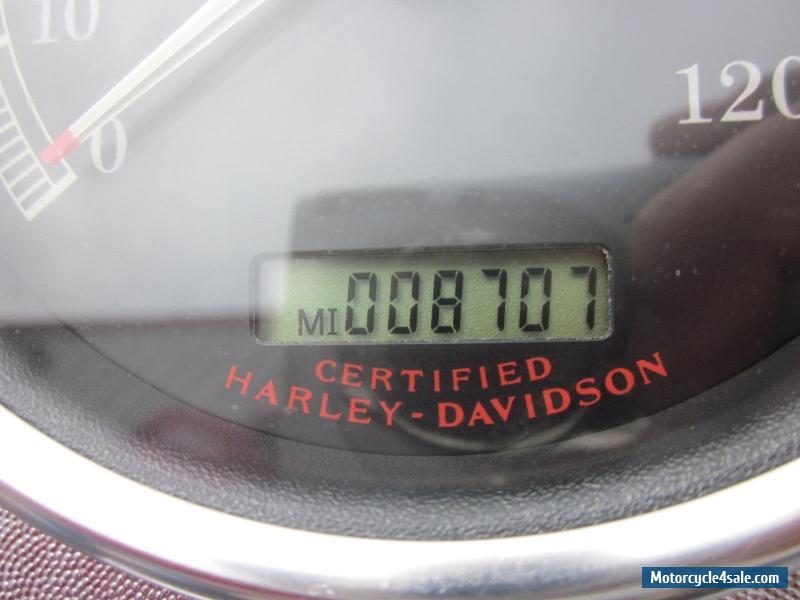 10
0
120
MI 008707
CERTIFIED
HARLEY-DAVIDSON
Motorcycle4sale.com